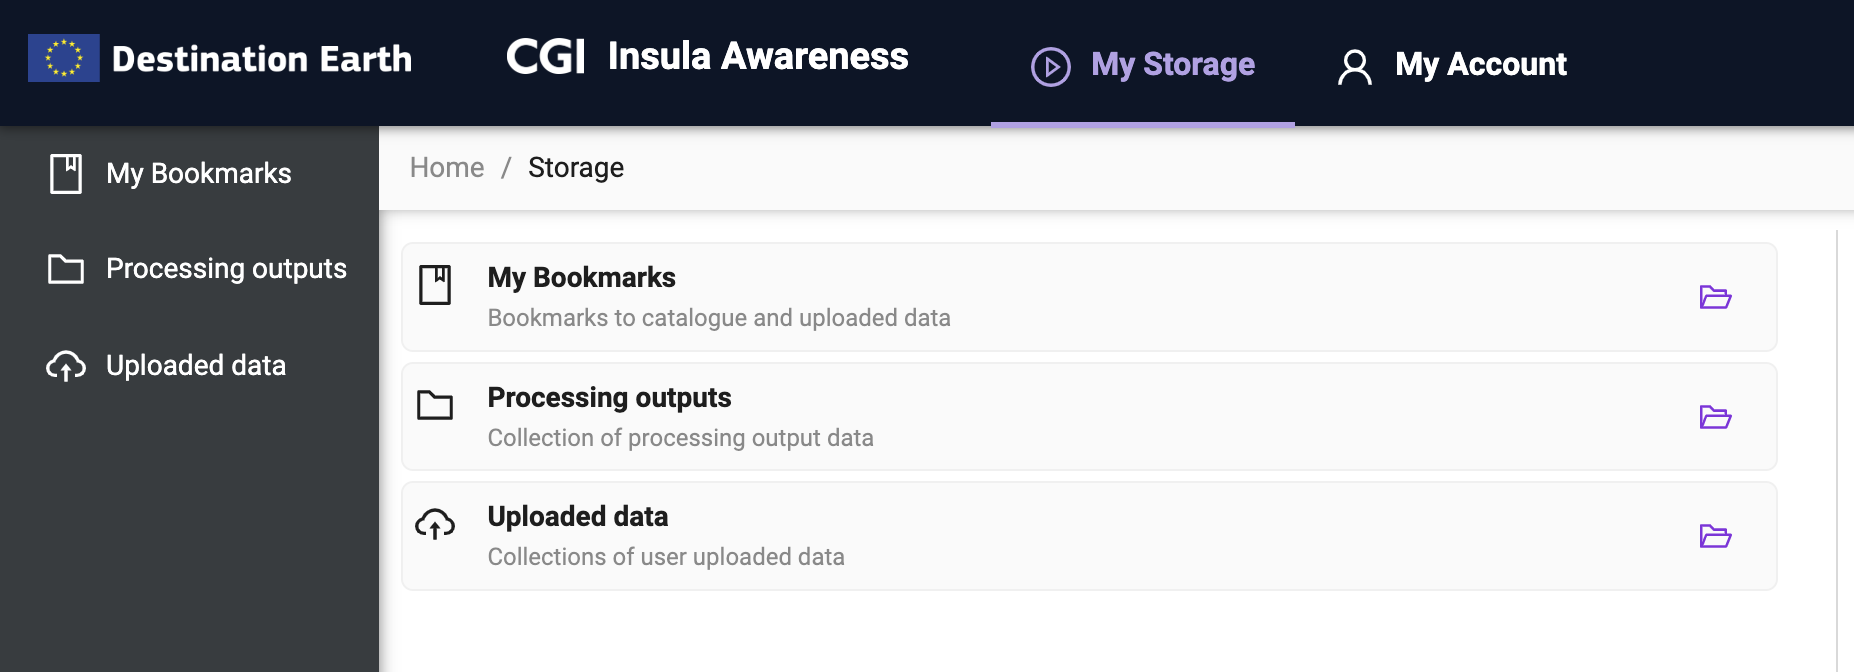 Destination Earth
CGI Insula Awareness
My Storage
My Account
My Bookmarks
Processing outputs
Uploaded data
Home / Storage
My Bookmarks
Bookmarks to catalogue and uploaded data
Processing outputs
Collection of processing output data
Uploaded data
Collections of user uploaded data